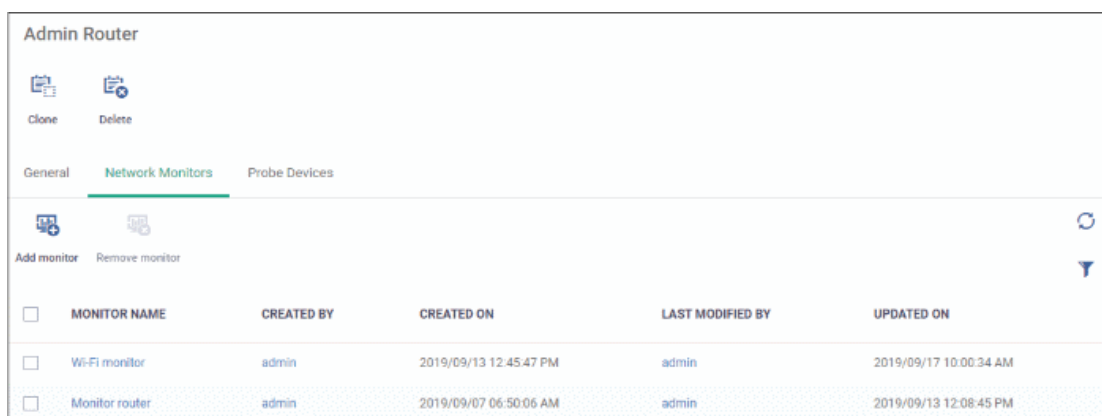 Admin Router
Clone Delete
General Network Monitors Probe Devices
Add monitor Remove monitor
MONITOR NAME CREATED BY CREATED ON LAST MODIFIED BY UPDATED ON
Wi-Fi monitor admin 2019/09/13 12:45:47 PM admin 2019/09/17 10:00:34 AM
Monitor router admin 2019/09/07 06:50:06 AM admin 2019/09/13 12:08:45 PM